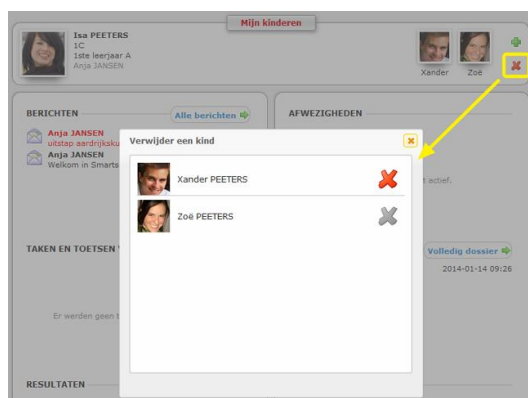 Mijn kinderen
Isa PEETERS
1C
1ste leerjaar A
Anja JANSEN
Xander
Zoë
BERICHTEN
Alle berichten
AFWEZIGHEDEN
Anja JANSEN
uitstap aardrijksku
Anja JANSEN
Welkom in Smarts
Verwijder een kind
Xander PEETERS
Zoë PEETERS
t actief.
TAKEN EN TOETSEN
Volledig dossier
2014-01-14 09:26
Er werden geen t
RESULTATEN